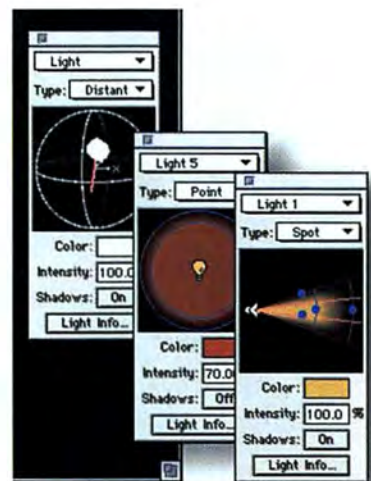 Light
Type: Distant
x
Color:
Intensity: 100.0
Shadows: On
Light Info...
Light 5
Type: Point
Color:
Intensity: 70.00
Shadows: Off
Light Info...
Light 1
Type: Spot
Color:
Intensity: 100.0 %
Shadows: On
Light Info...